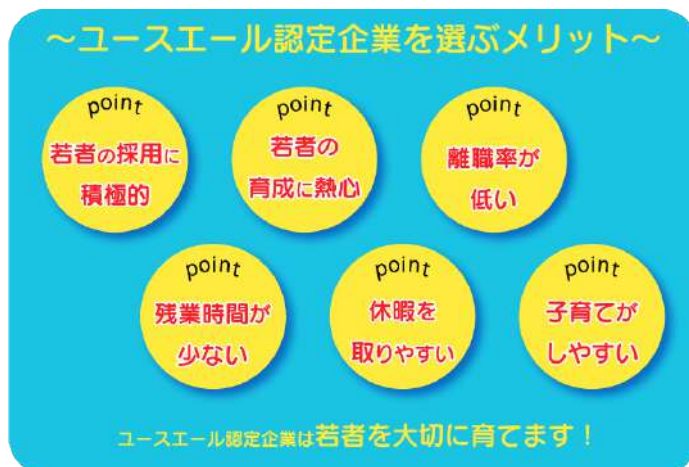 ～ユースエール認定企業を選ぶメリット～
point
若者の採用に
積極的
point
若者の
育成に熱心
point
離職率が
低い
point
残業時間が
少ない
point
休暇を
取りやすい
point
子育てが
しやすい
ユースエール認定企業は若者を大切に育てます！